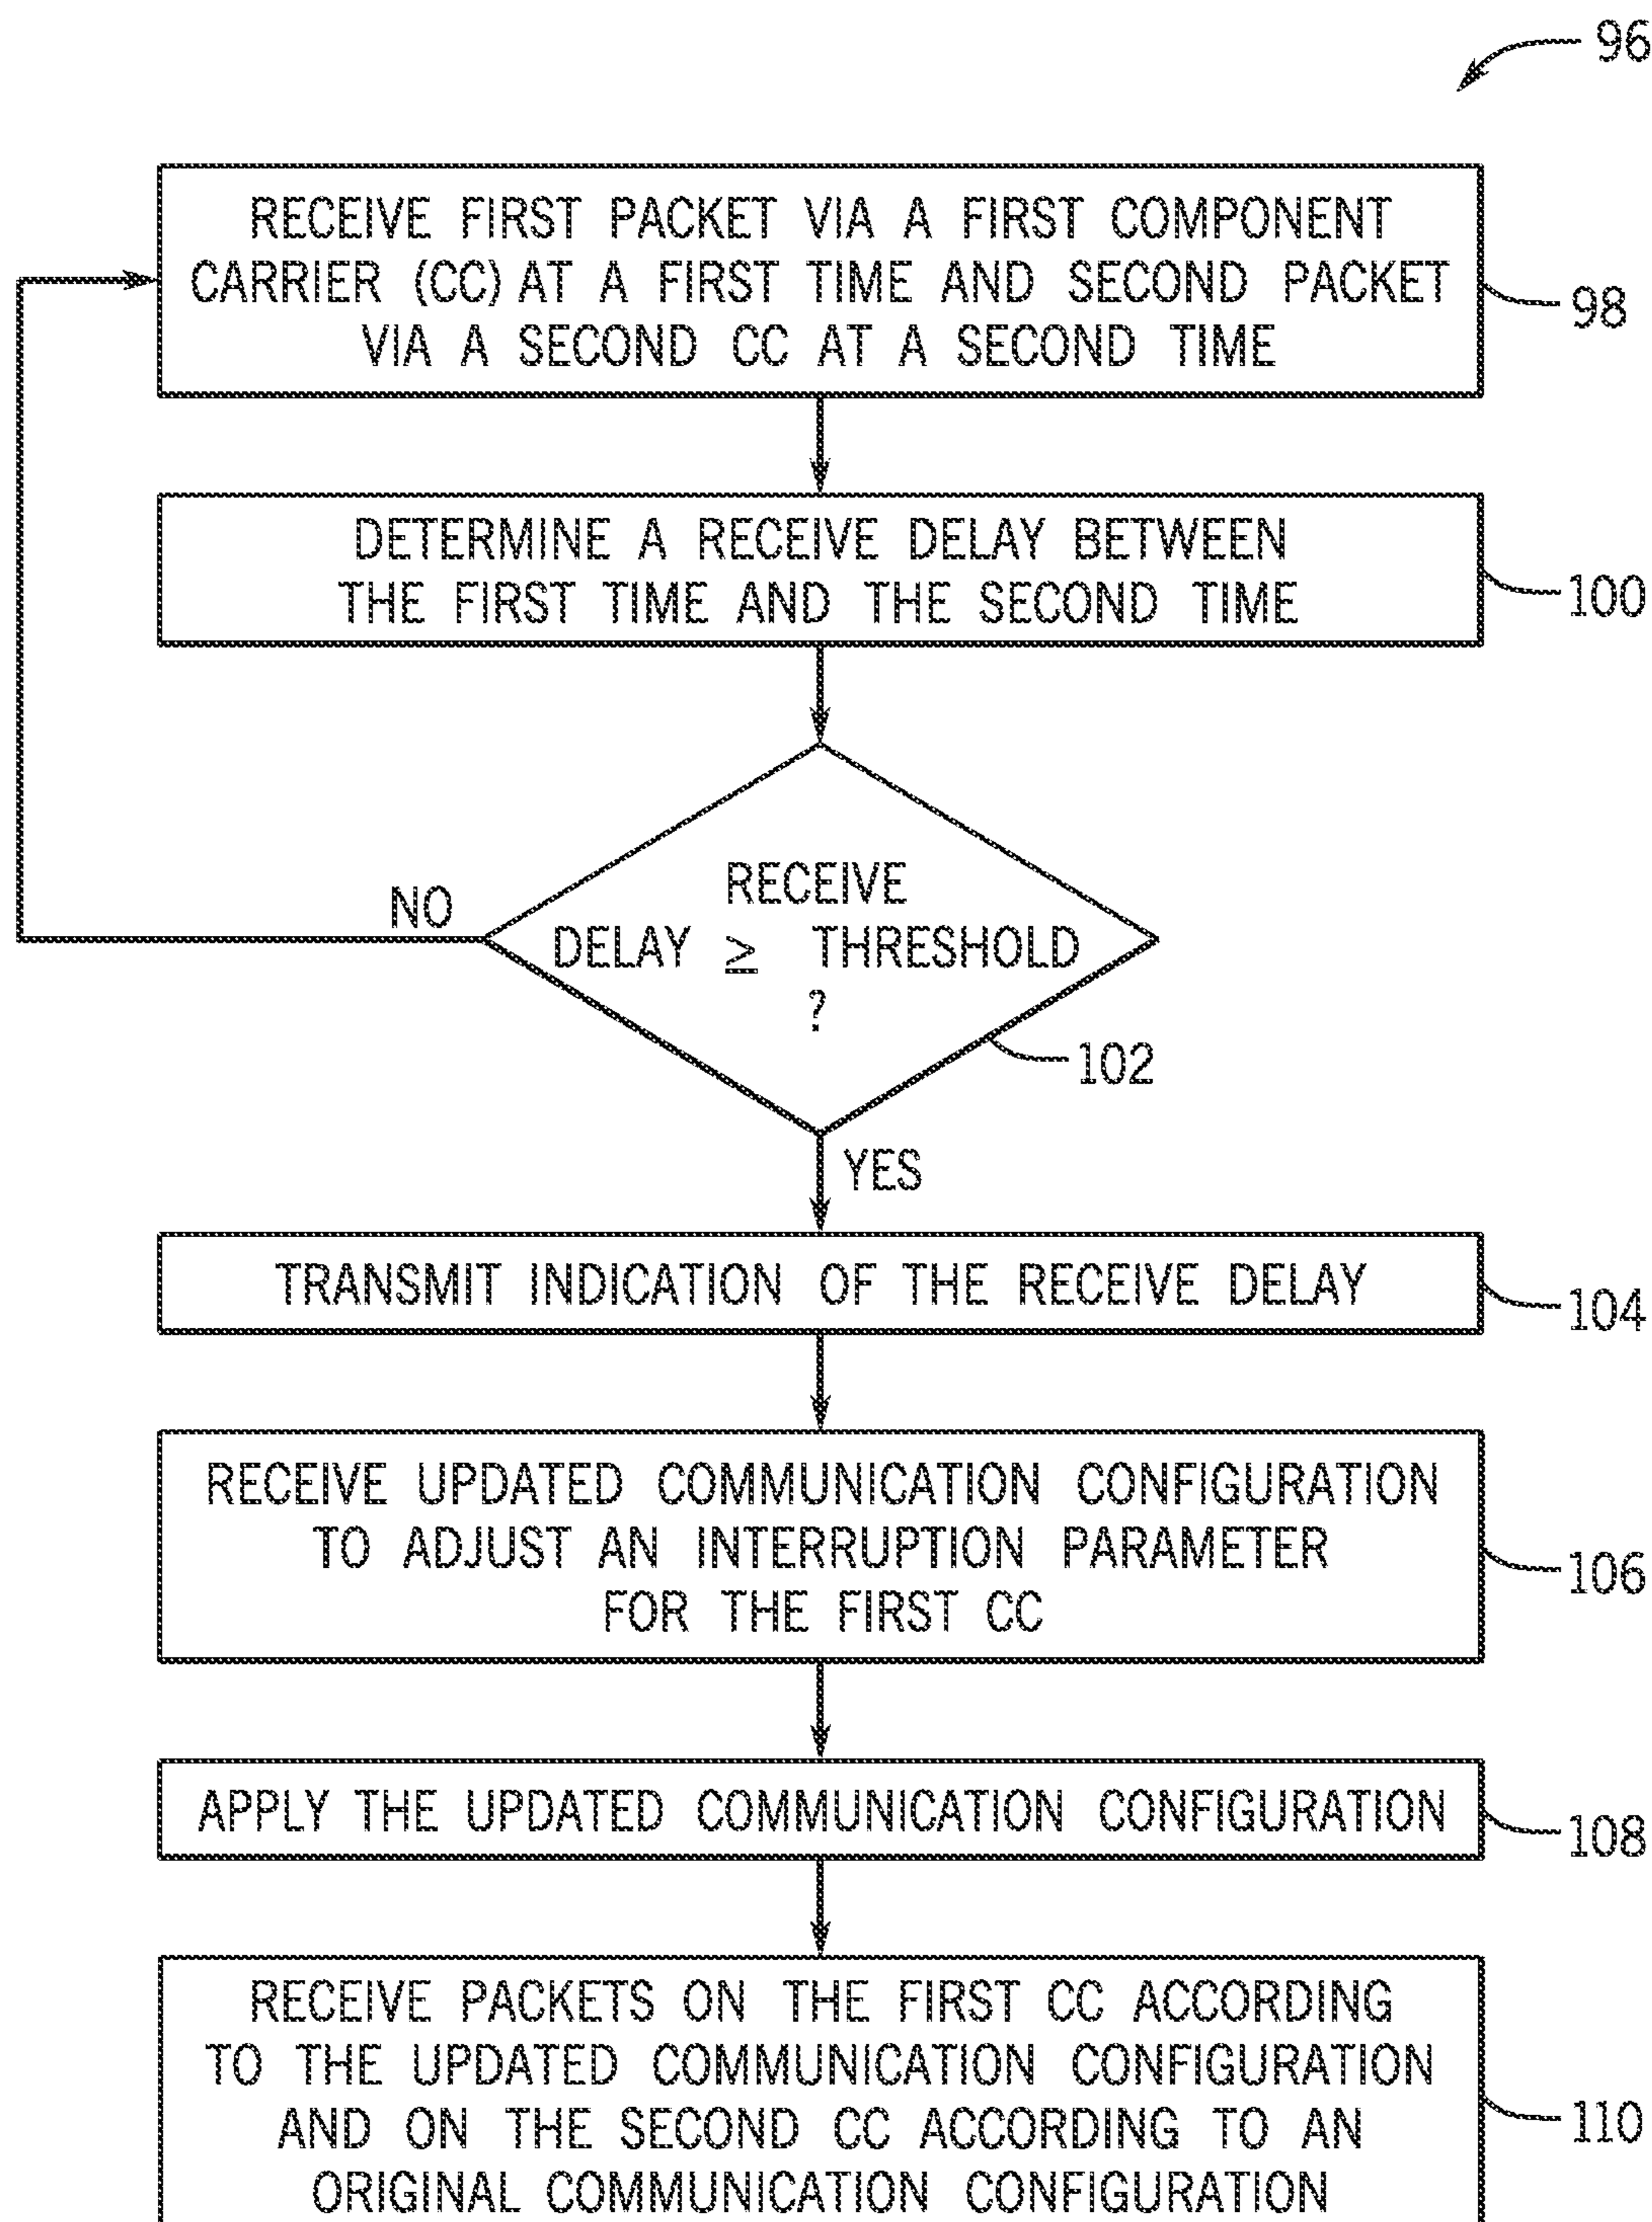 96
RECEIVE FIRST PACKET VIA A FIRST COMPONENT
CARRIER (CC) AT A FIRST TIME AND SECOND PACKET
VIA A SECOND CC AT A SECOND TIME
98
DETERMINE A RECEIVE DELAY BETWEEN
THE FIRST TIME AND THE SECOND TIME
100
RECEIVE
DELAY ≥ THRESHOLD
?
NO
102
YES
TRANSMIT INDICATION OF THE RECEIVE DELAY
104
RECEIVE UPDATED COMMUNICATION CONFIGURATION
TO ADJUST AN INTERRUPTION PARAMETER
FOR THE FIRST CC
106
APPLY THE UPDATED COMMUNICATION CONFIGURATION
108
RECEIVE PACKETS ON THE FIRST CC ACCORDING
TO THE UPDATED COMMUNICATION CONFIGURATION
AND ON THE SECOND CC ACCORDING TO AN
ORIGINAL COMMUNICATION CONFIGURATION
110